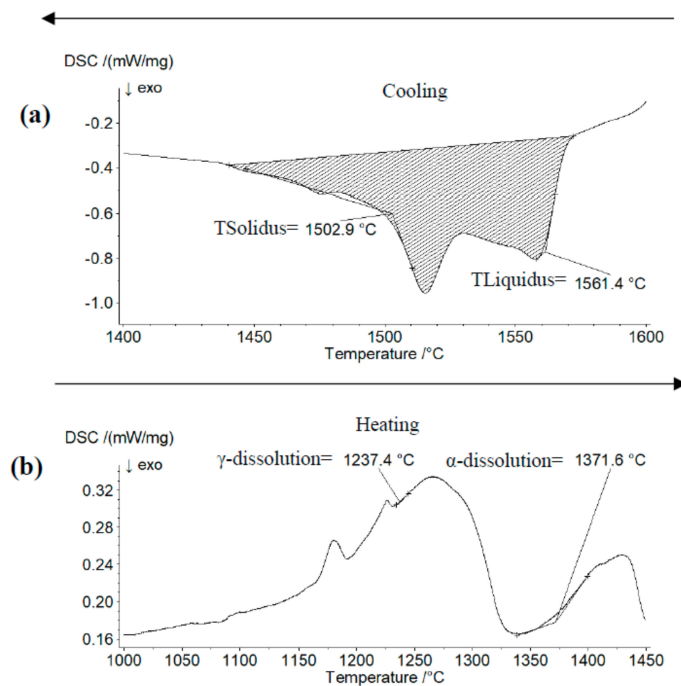 (a)
DSC /(mW/mg)
↓ exo
Cooling
-0.2
-0.4
-0.6
-0.8
-1.0
TSolidus= 1502.9 °C
TLiquidus= 1561.4 °C
1400 1450 1500 1550 1600
Temperature /°C
(b)
DSC /(mW/mg)
↓ exo
Heating
γ-dissolution= 1237.4 °C
α-dissolution= 1371.6 °C
0.32
0.28
0.24
0.20
0.16
1000 1050 1100 1150 1200 1250 1300 1350 1400 1450
Temperature /°C